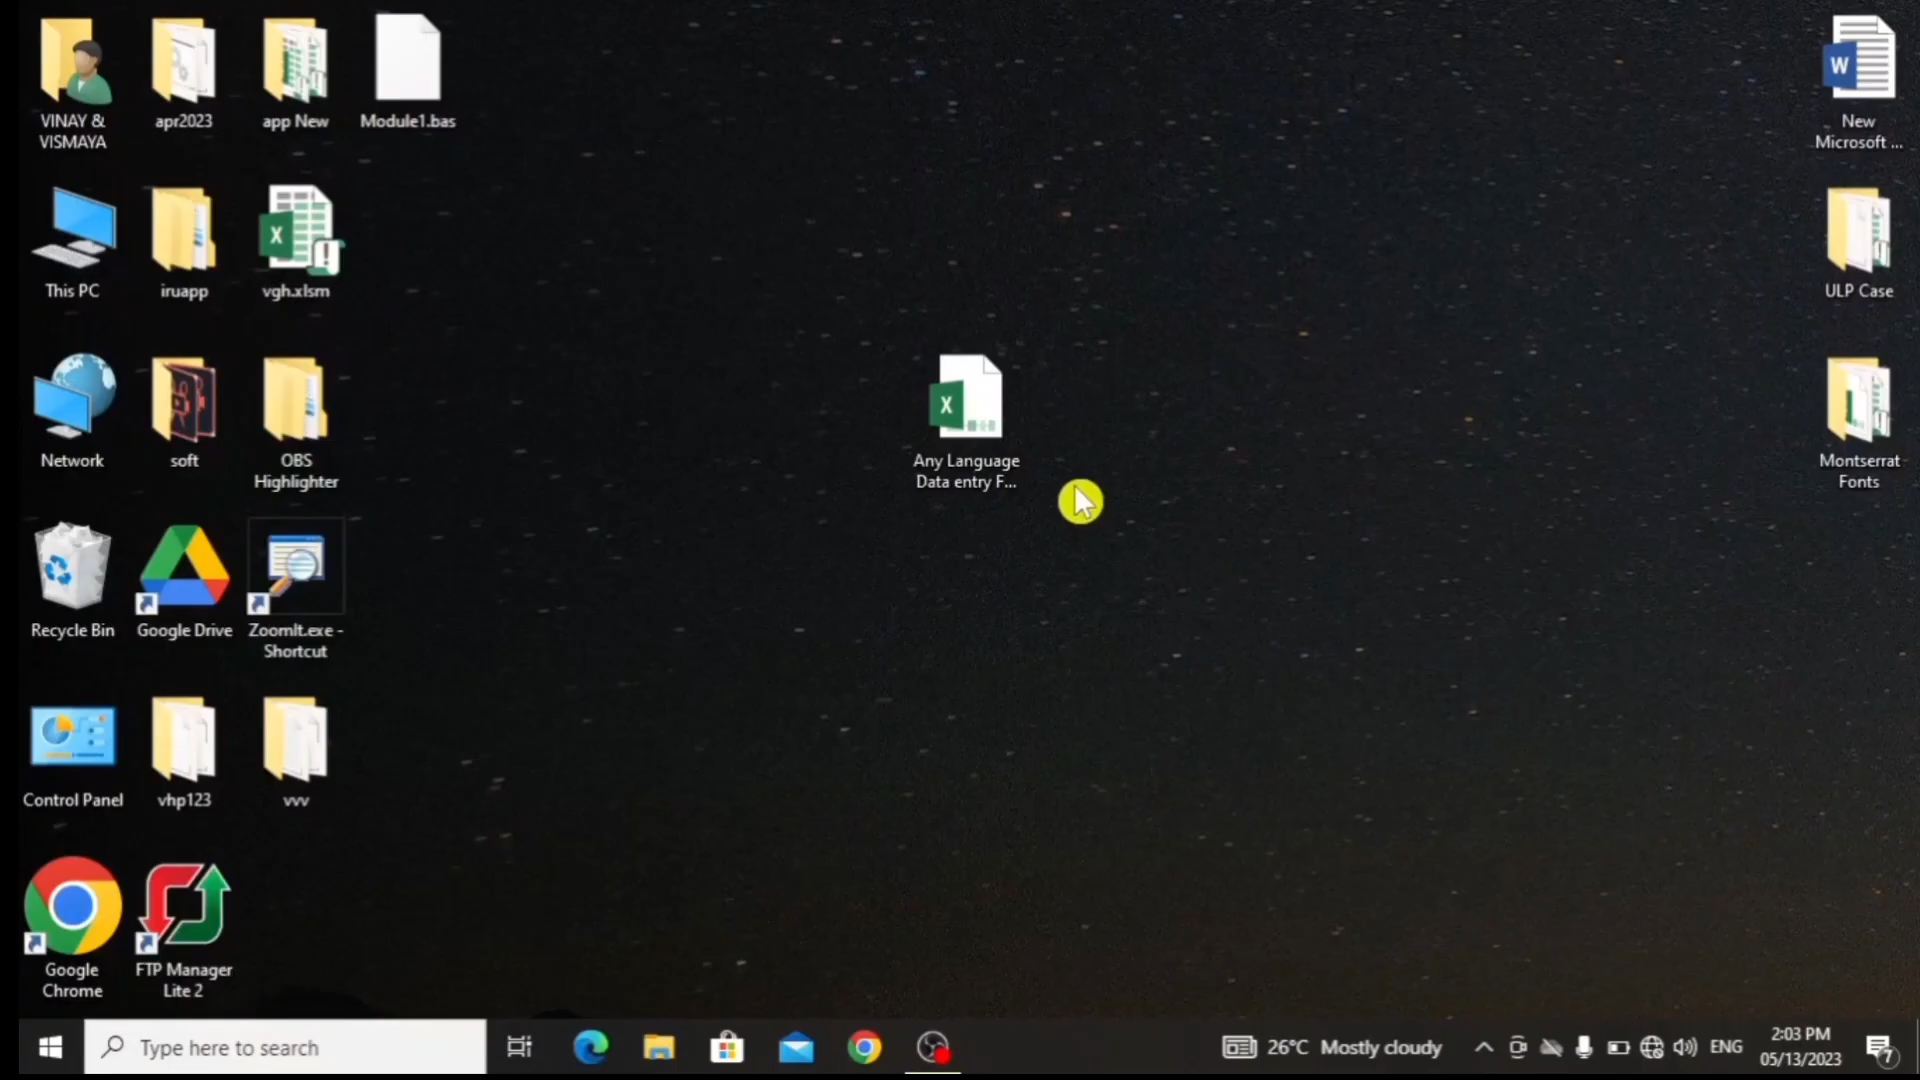 VINAY &
VISMAYA
apr2023
app New
Module1.bas
New
Microsoft ...
This PC
iruapp
vgh.xlsm
ULP Case
Network
soft
OBS
Highlighter
Any Language
Data entry F...
Montserrat
Fonts
Recycle Bin
Google Drive
ZoomIt.exe -
Shortcut
Control Panel
vhp123
vvv
Google
Chrome
FTP Manager
Lite 2
Type here to search
26°C Mostly cloudy
ENG
2:03 PM
05/13/2023
7